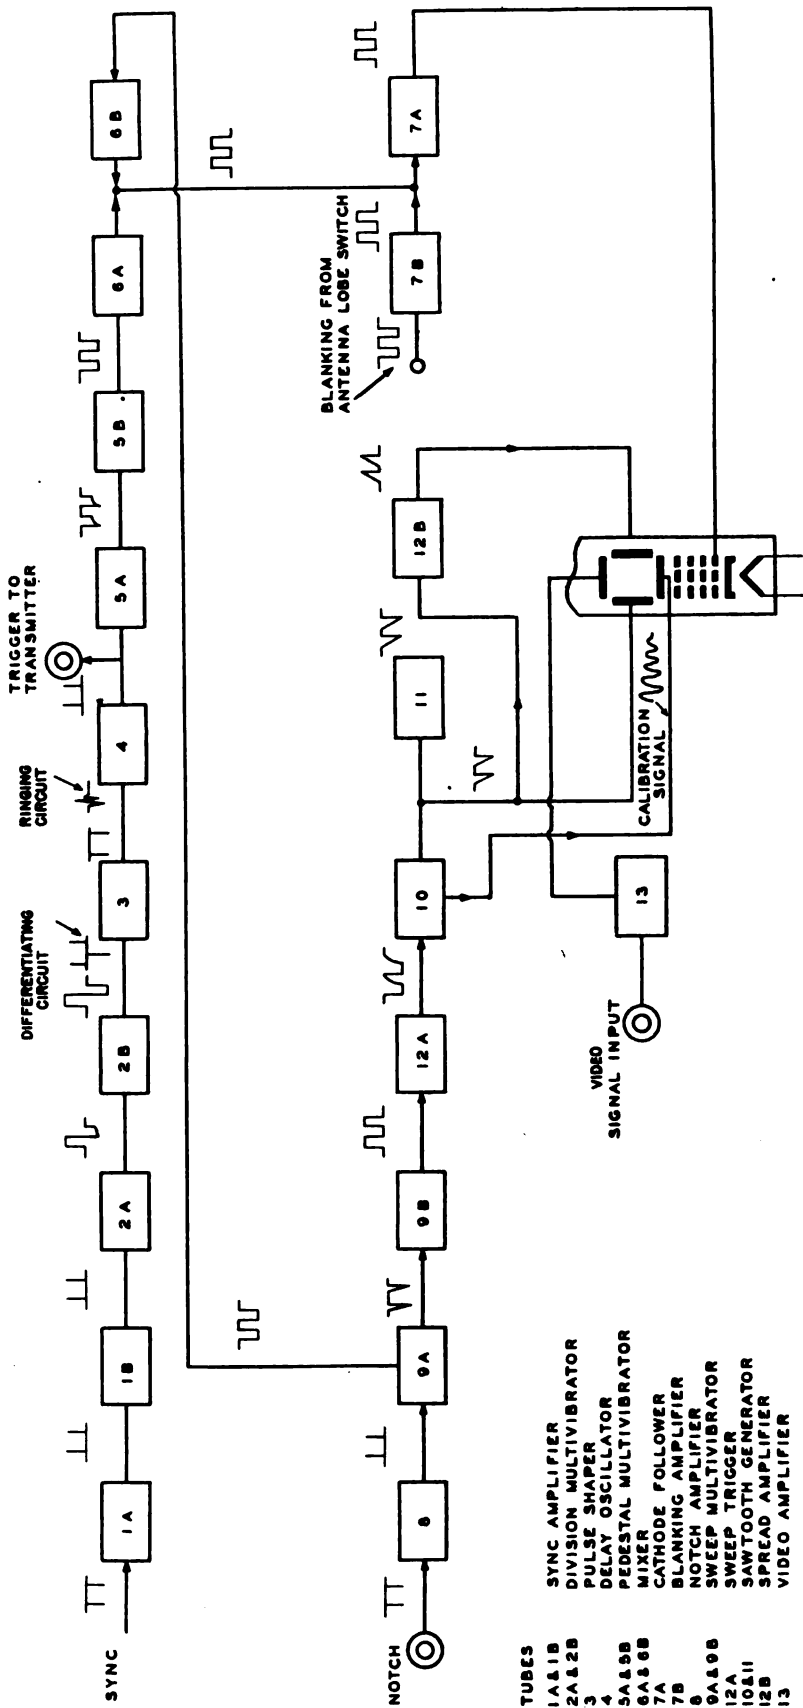 SYNC
1A
1B
2A
2B
DIFFERENTIATING
CIRCUIT
3
RINGING
CIRCUIT
4
TRIGGER TO
TRANSMITTER
5A
5B
6A
6B
NOTCH
8
9A
9B
12A
10
11
12B
BLANKING FROM
ANTENNA LOBE SWITCH
7B
7A
VIDEO
SIGNAL INPUT
13
CALIBRATION
SIGNAL
TUBES
1A & 1B SYNC AMPLIFIER
2A & 2B DIVISION MULTIVIBRATOR
3 PULSE SHAPER
4 DELAY OSCILLATOR
5A & 5B PEDESTAL MULTIVIBRATOR
6A & 6B MIXER
7A CATHODE FOLLOWER
7B BLANKING AMPLIFIER
8 NOTCH AMPLIFIER
9A & 9B SWEEP MULTIVIBRATOR
12A SWEEP TRIGGER
10 & 11 SAWTOOTH GENERATOR
12B SPREAD AMPLIFIER
13 VIDEO AMPLIFIER